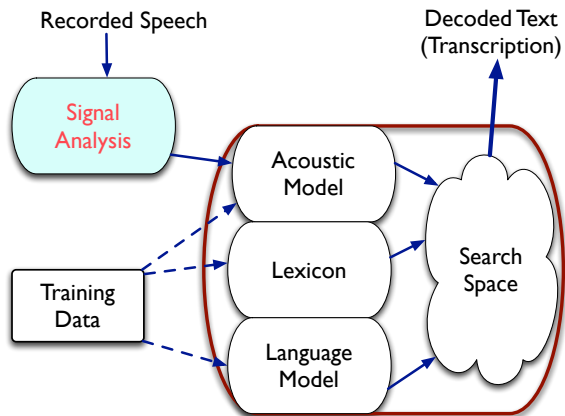 Recorded Speech
Decoded Text
(Transcription)
Signal
Analysis
Acoustic
Model
Lexicon
Search
Space
Training
Data
Language
Model